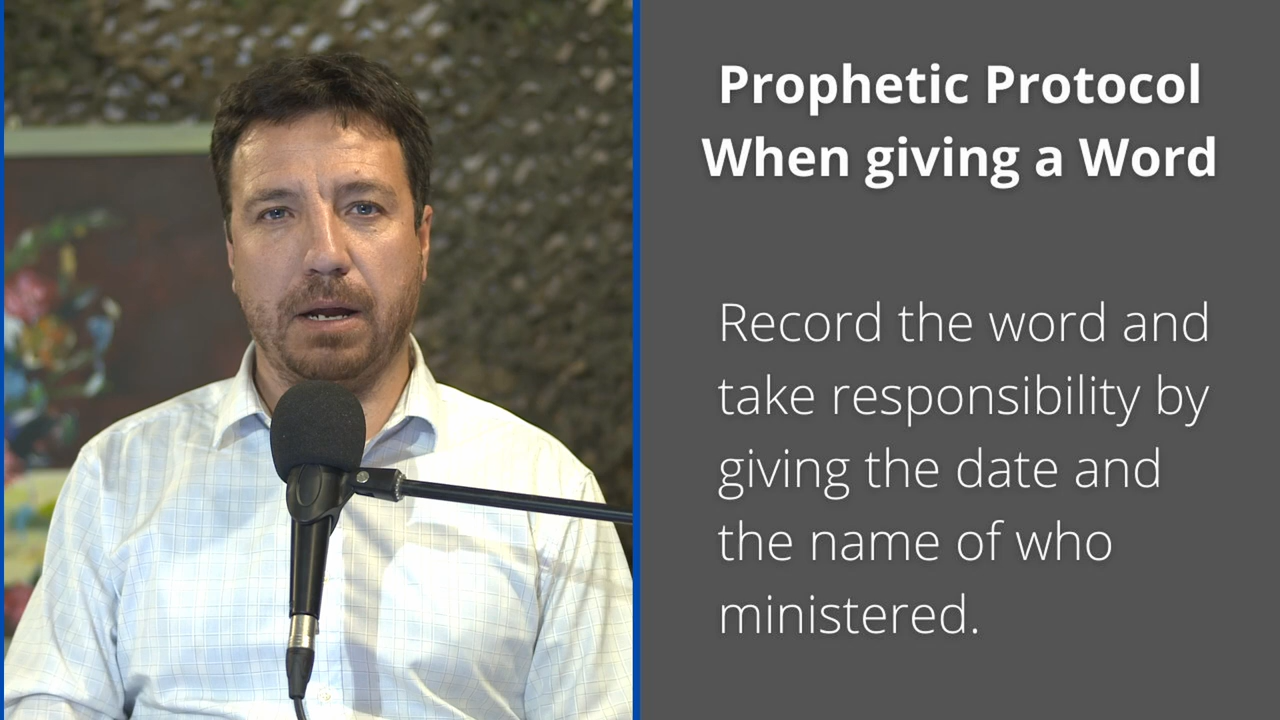 Prophetic Protocol
When giving a Word
Record the word and
take responsibility by
giving the date and
the name of who
ministered.